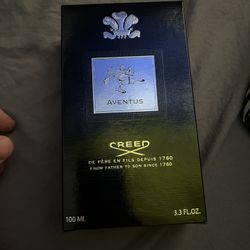 AVENTUS
CREED
DE PÈRE EN FILS DEPUIS 1760
FROM FATHER TO SON SINCE 1760
100 ML 3.3 FL.OZ.